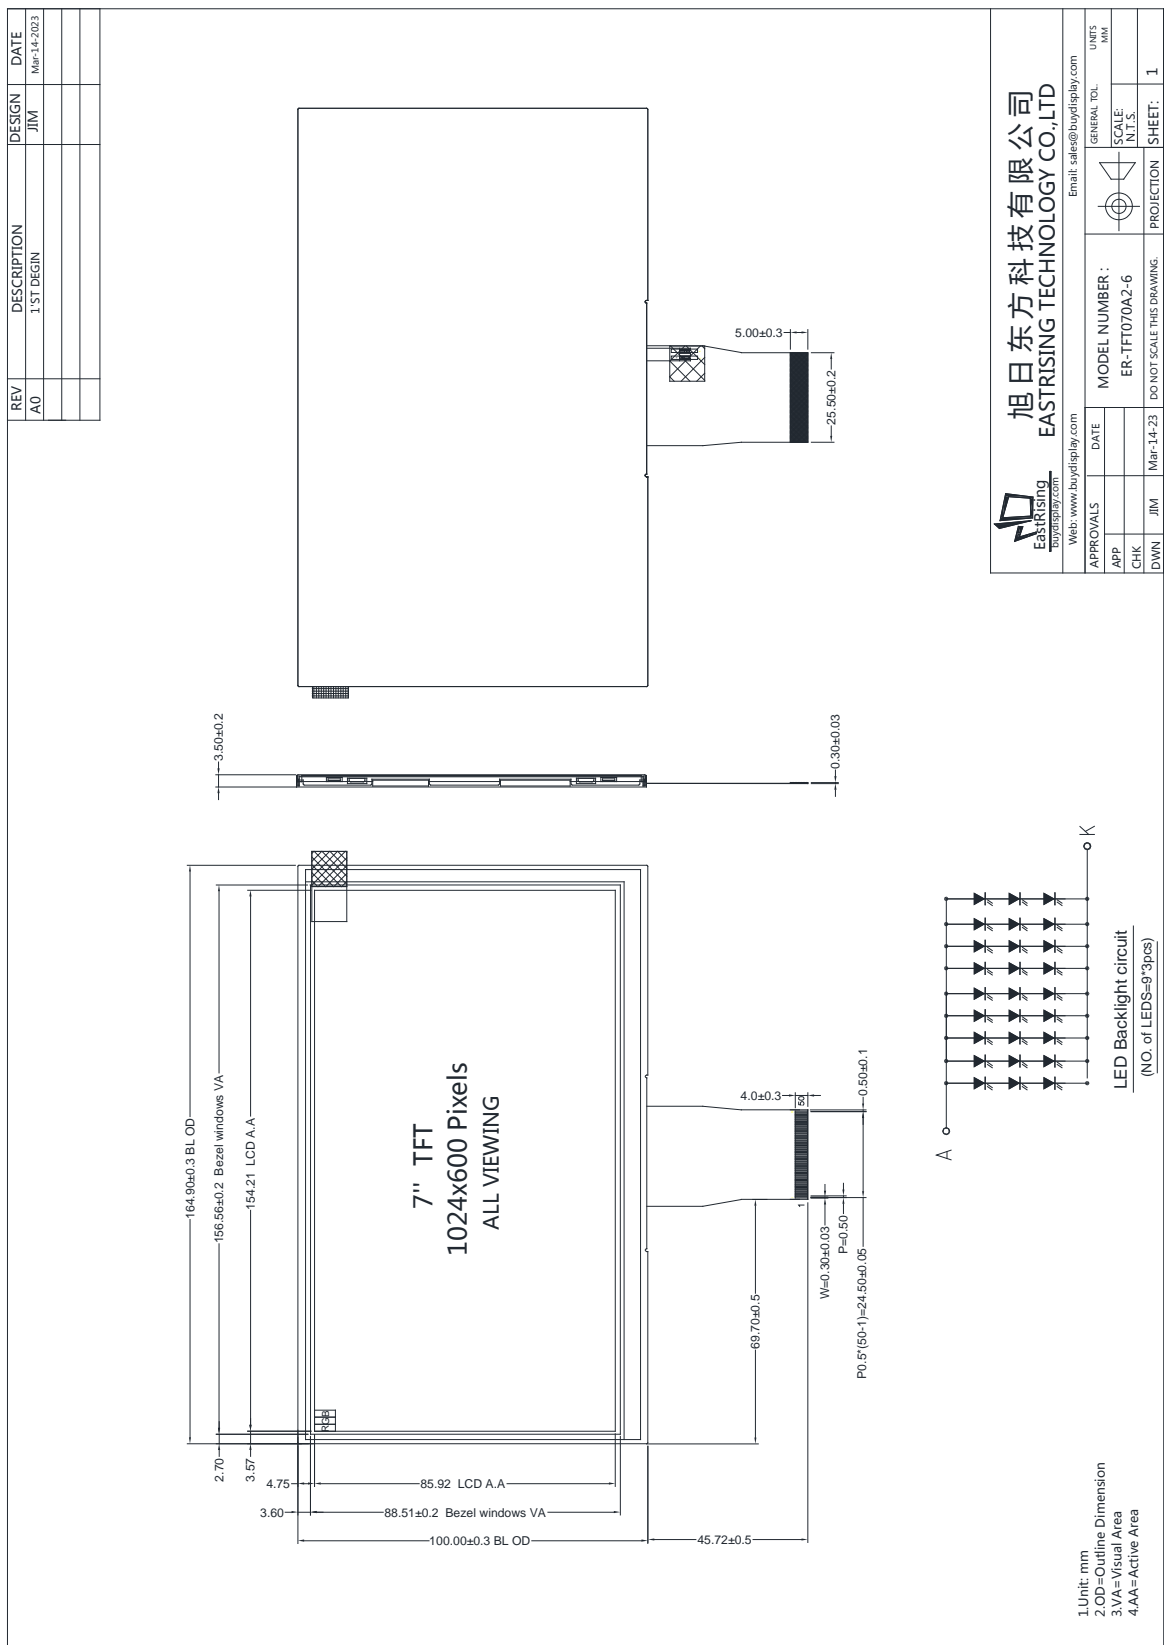 REV DESCRIPTION DESIGN DATE
A0 1'ST DEGIN JIM Mar-14-2023
164.90±0.3 BL OD
156.56±0.2 Bezel windows VA
154.21 LCD A.A
2.70
3.57
4.75
3.60
85.92 LCD A.A
88.51±0.2 Bezel windows VA
100.00±0.3 BL OD
45.72±0.5
RGB
7'' TFT
1024x600 Pixels
ALL VIEWING
69.70±0.5
4.0±0.3
1
50
W=0.30±0.03
P=0.50
P0.5*(50-1)=24.50±0.05
0.50±0.1
3.50±0.2
0.30±0.03
5.00±0.3
25.50±0.2
A
K
LED Backlight circuit
(NO. of LEDS=9*3pcs)
1.Unit: mm
2.OD=Outline Dimension
3.VA=Visual Area
4.AA=Active Area
EastRising
buydisplay.com
旭日东方科技有限公司
EASTRISING TECHNOLOGY CO.,LTD
Web: www.buydisplay.com Email: sales@buydisplay.com
APPROVALS DATE
APP
CHK
DWN JIM Mar-14-23
MODEL NUMBER :
ER-TFT070A2-6
DO NOT SCALE THIS DRAWING.
PROJECTION
GENERAL TOL.
UNITS
MM
SCALE:
N.T.S.
SHEET: 1